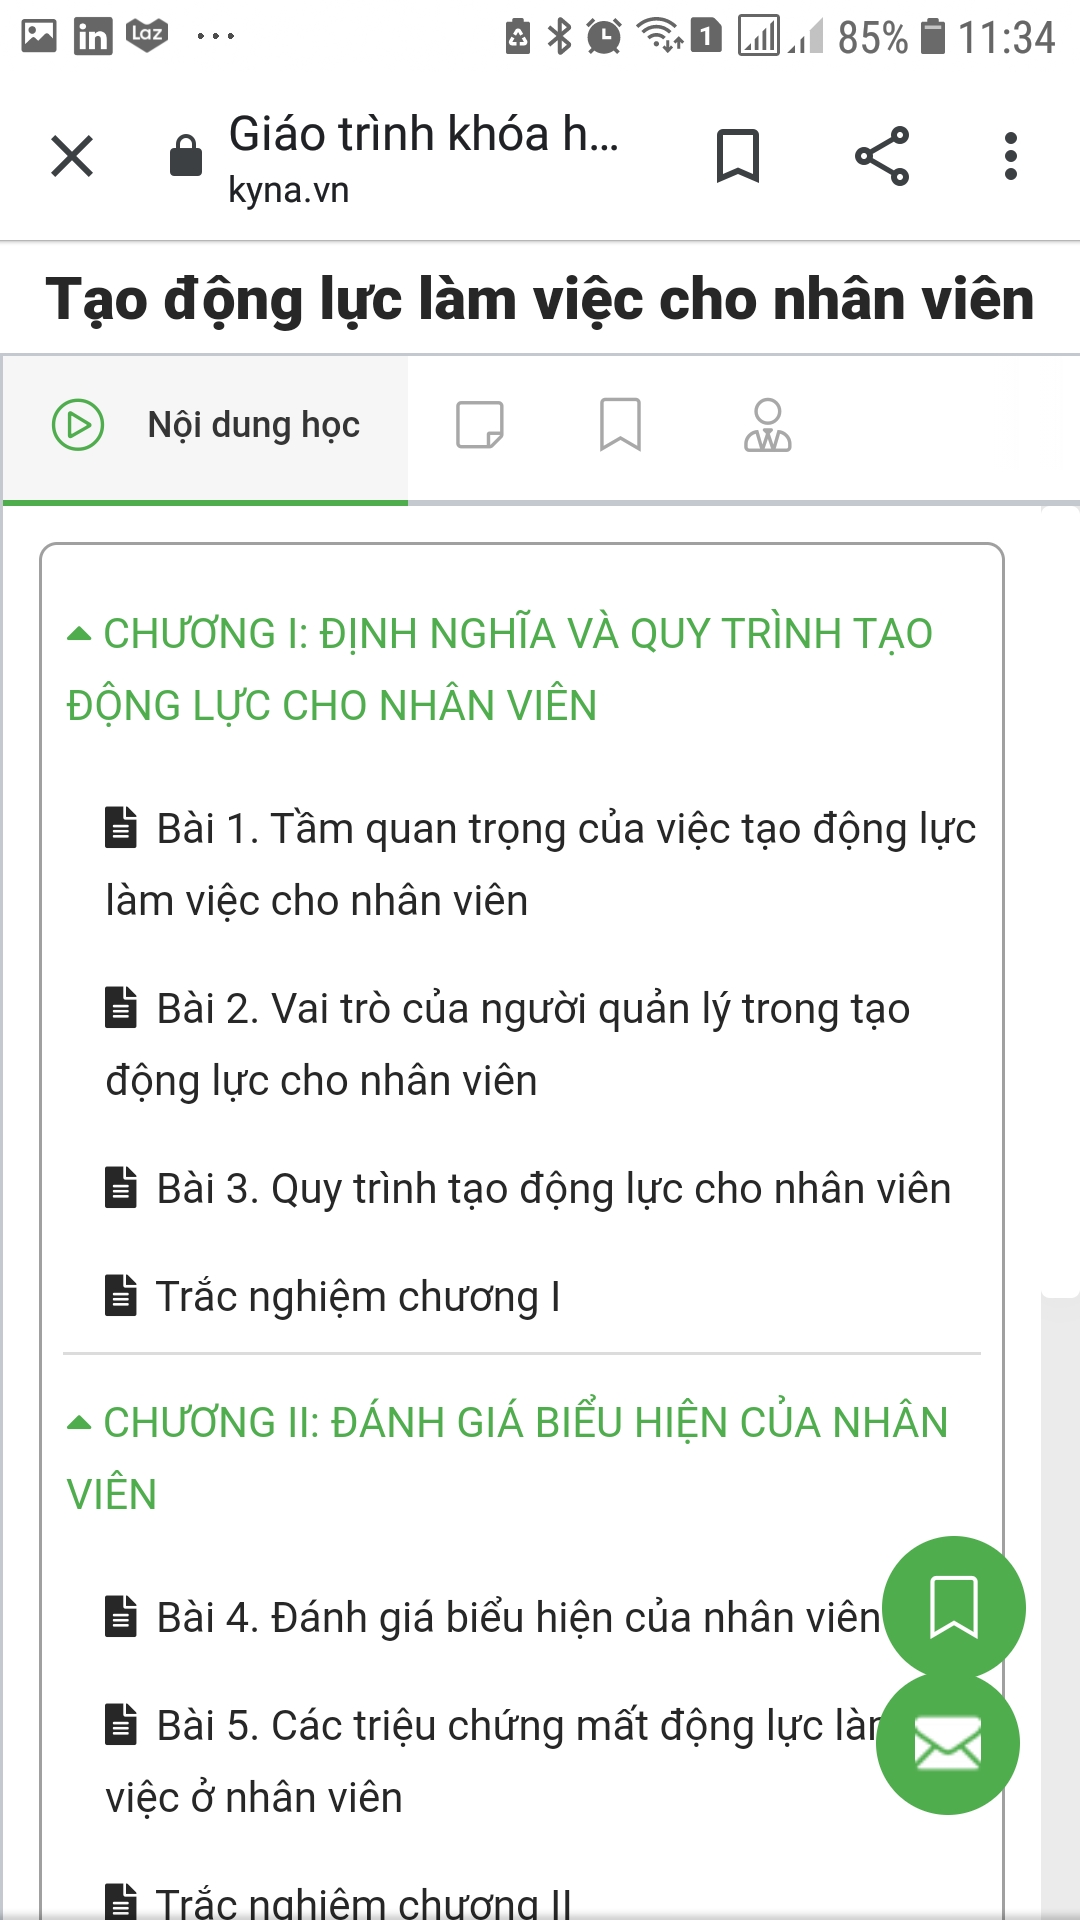 Laz
1 85% 11:34
Giáo trình khóa h...
kyna.vn
Tạo động lực làm việc cho nhân viên
Nội dung học
CHƯƠNG I: ĐỊNH NGHĨA VÀ QUY TRÌNH TẠO
ĐỘNG LỰC CHO NHÂN VIÊN
Bài 1. Tầm quan trọng của việc tạo động lực
làm việc cho nhân viên
Bài 2. Vai trò của người quản lý trong tạo
động lực cho nhân viên
Bài 3. Quy trình tạo động lực cho nhân viên
Trắc nghiệm chương I
CHƯƠNG II: ĐÁNH GIÁ BIỂU HIỆN CỦA NHÂN
VIÊN
Bài 4. Đánh giá biểu hiện của nhân viên
Bài 5. Các triệu chứng mất động lực
việc ở nhân viên
Trắc nghiệm chương II